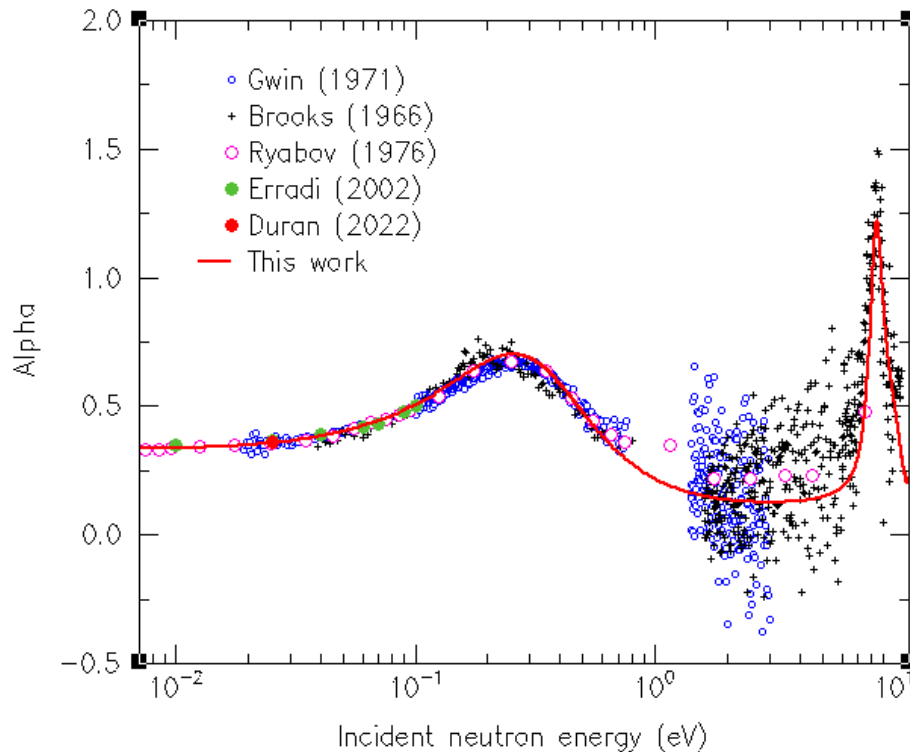 2.0
1.5
1.0
0.5
0.0
-0.5
Alpha
Gwin (1971)
Brooks (1966)
Ryabov (1976)
Erradi (2002)
Duran (2022)
This work
10⁻² 10⁻¹ 10⁰ 10¹
Incident neutron energy (eV)